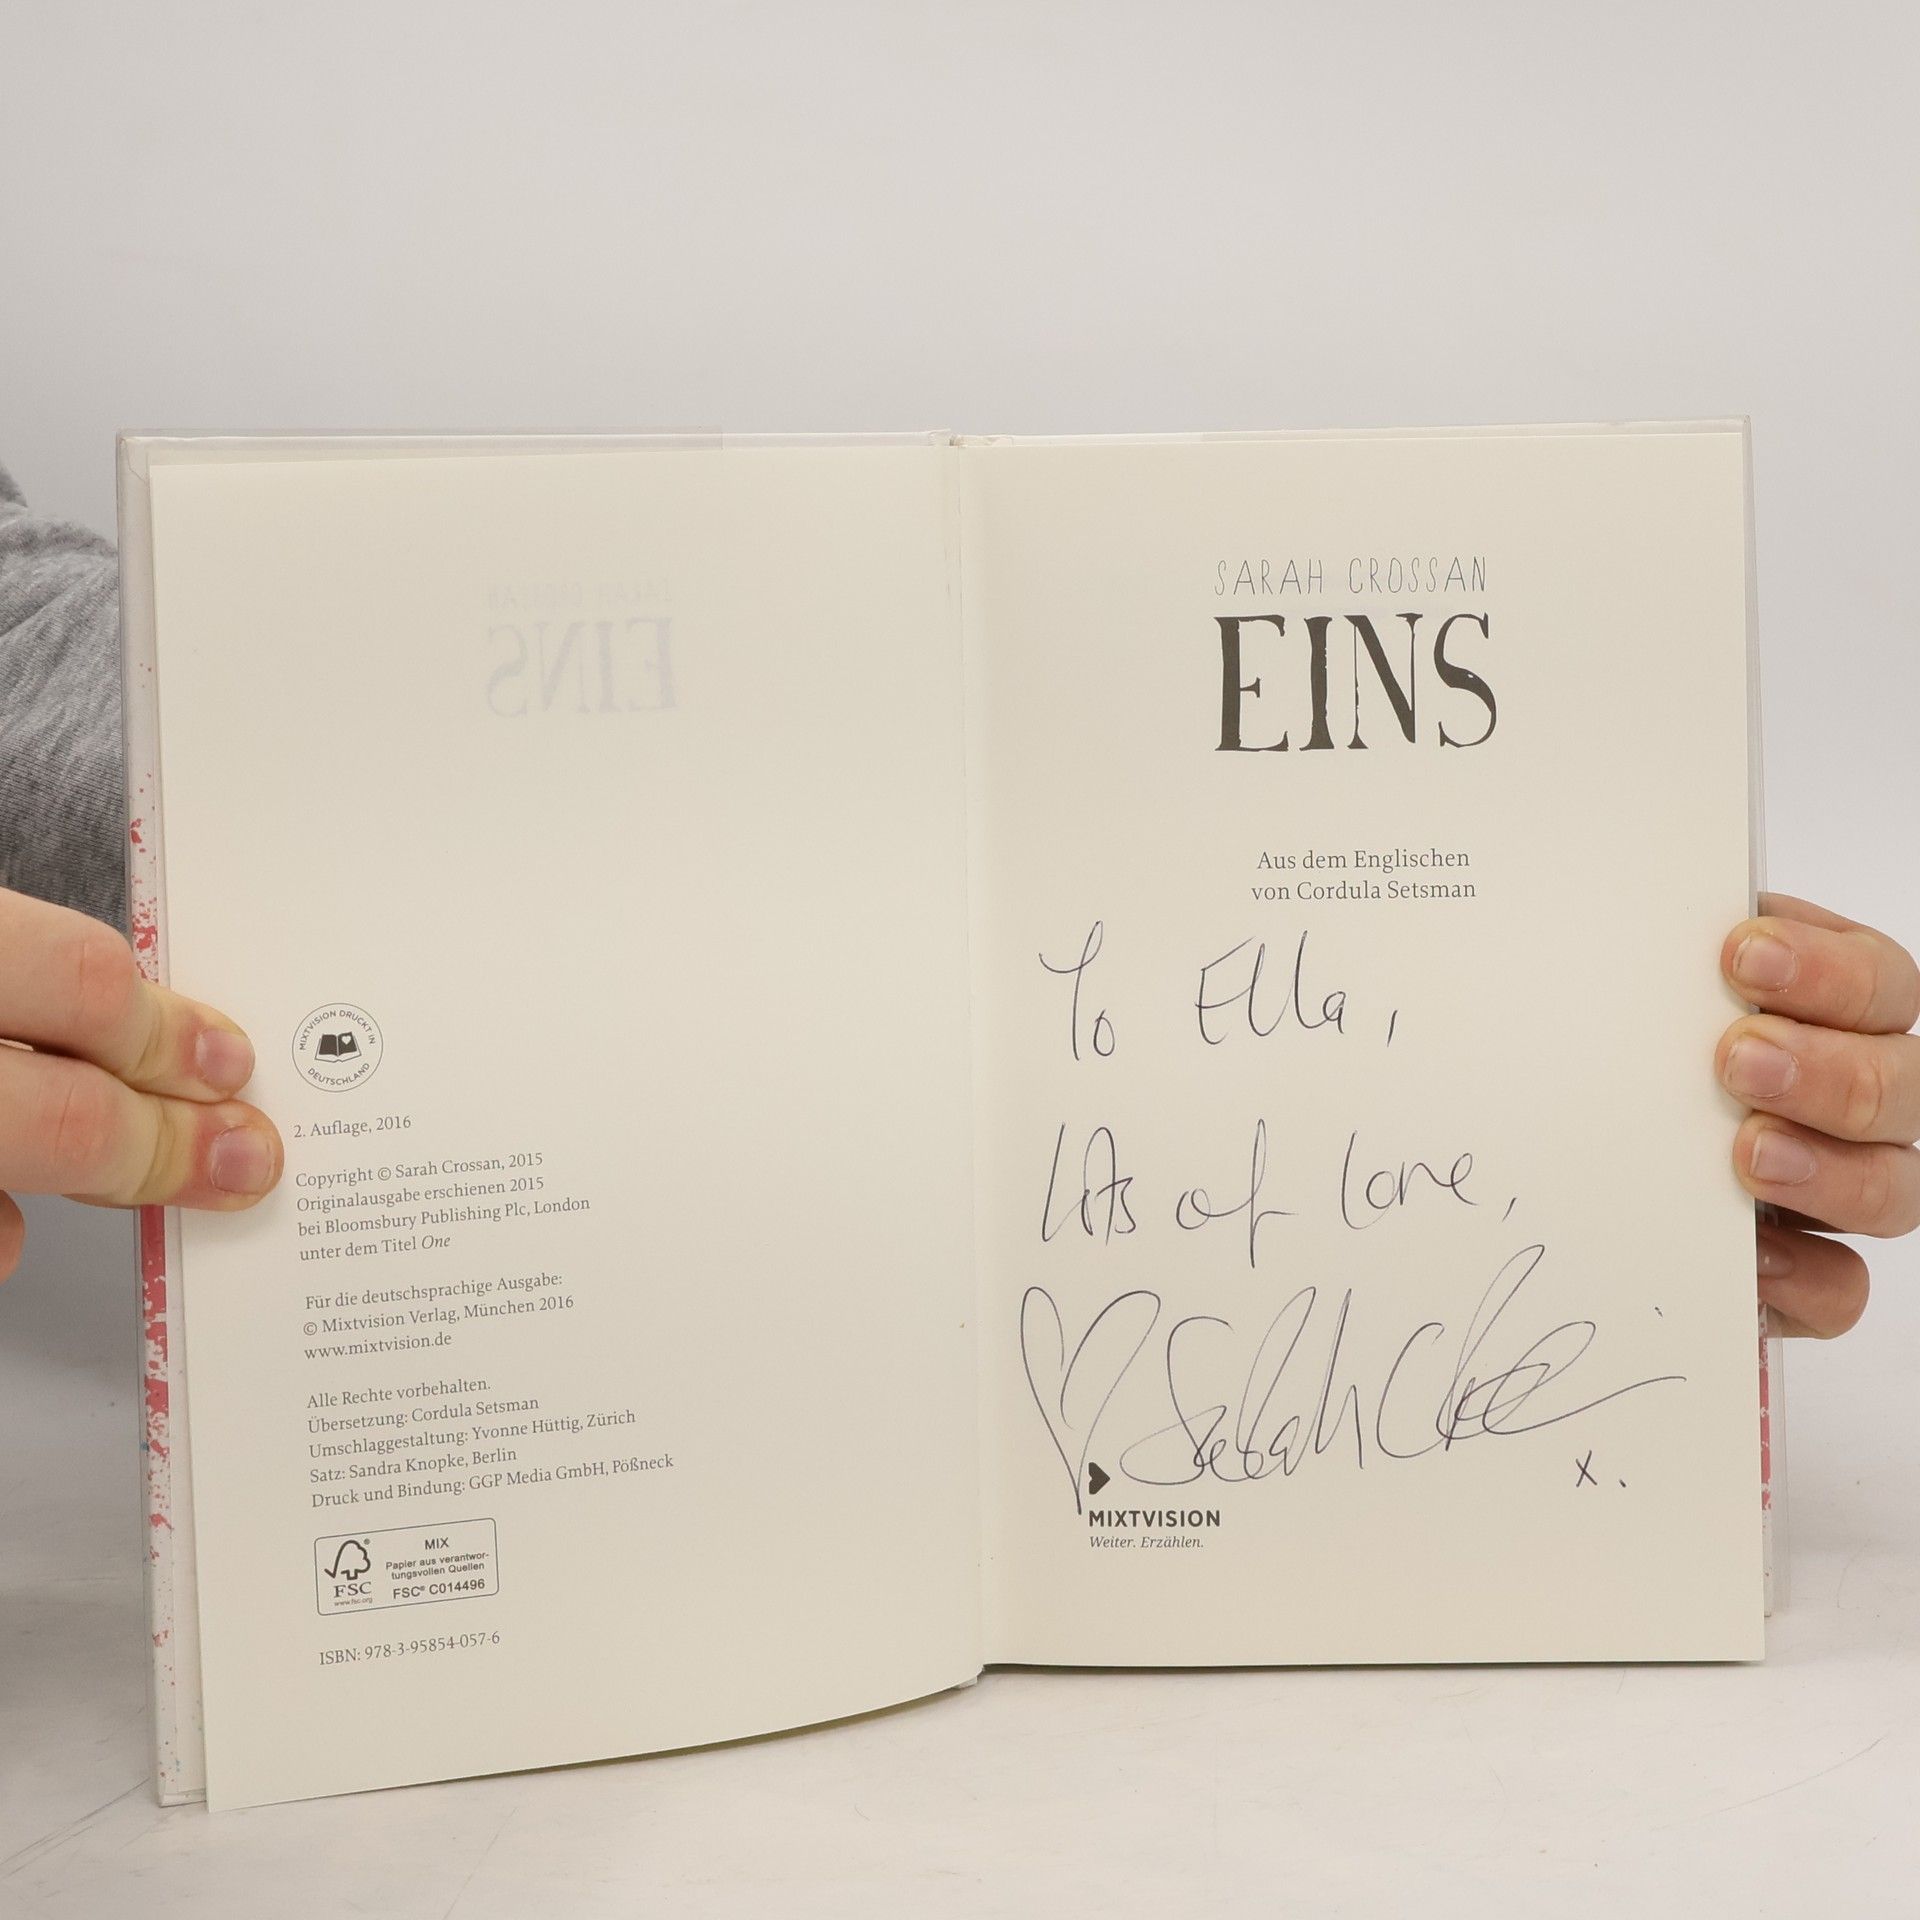 MIXTVISION DRUCKT IN DEUTSCHLAND
2. Auflage, 2016
Copyright © Sarah Crossan, 2015
Originalausgabe erschienen 2015
bei Bloomsbury Publishing Plc, London
unter dem Titel One
Für die deutschsprachige Ausgabe:
© Mixtvision Verlag, München 2016
www.mixtvision.de
Alle Rechte vorbehalten.
Übersetzung: Cordula Setsman
Umschlaggestaltung: Yvonne Hüttig, Zürich
Satz: Sandra Knopke, Berlin
Druck und Bindung: GGP Media GmbH, Pößneck
FSC
www.fsc.org
MIX
Papier aus verantwor-
tungsvollen Quellen
FSC® C014496
ISBN: 978-3-95854-057-6
SARAH CROSSAN
EINS
Aus dem Englischen
von Cordula Setsman
To Ella,
Lots of love,
Sarah
x.
MIXTVISION
Weiter. Erzählen.